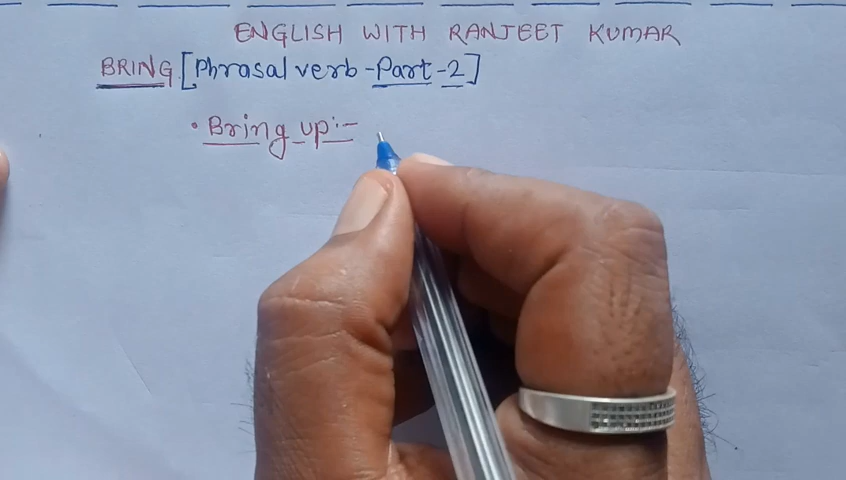 ENGLISH WITH RANJEET KUMAR
BRING [Phrasal verb-Part-2]
• Bring up:-